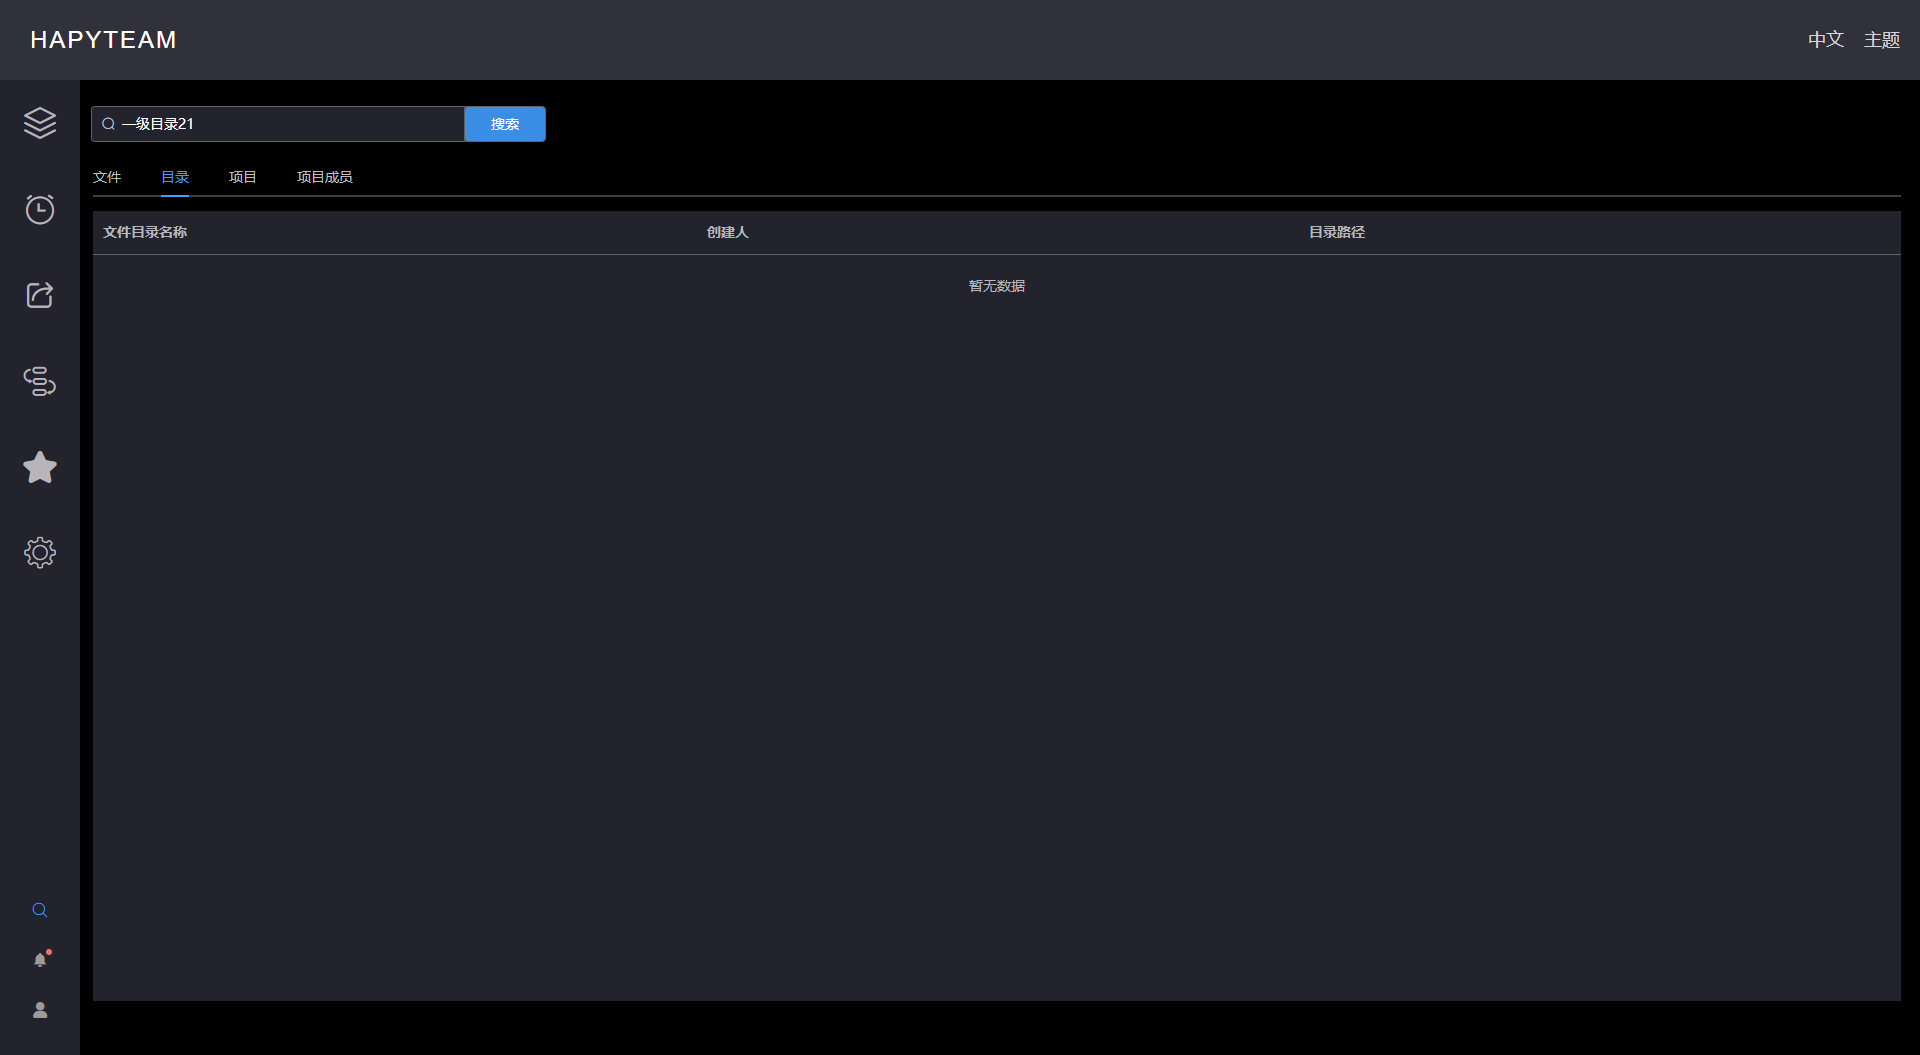 HAPYTEAM
中文 主题
一级目录21 搜索
文件 目录 项目 项目成员
文件目录名称 创建人 目录路径
暂无数据